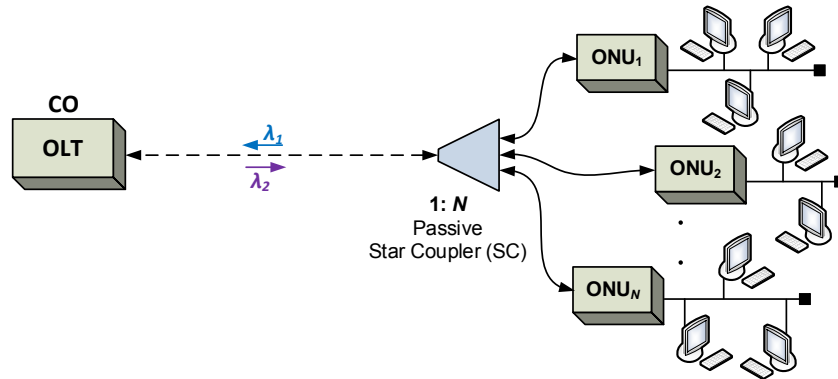 CO
OLT
λ1
λ2
1: N
Passive
Star Coupler (SC)
ONU1
ONU2
.
.
ONUN